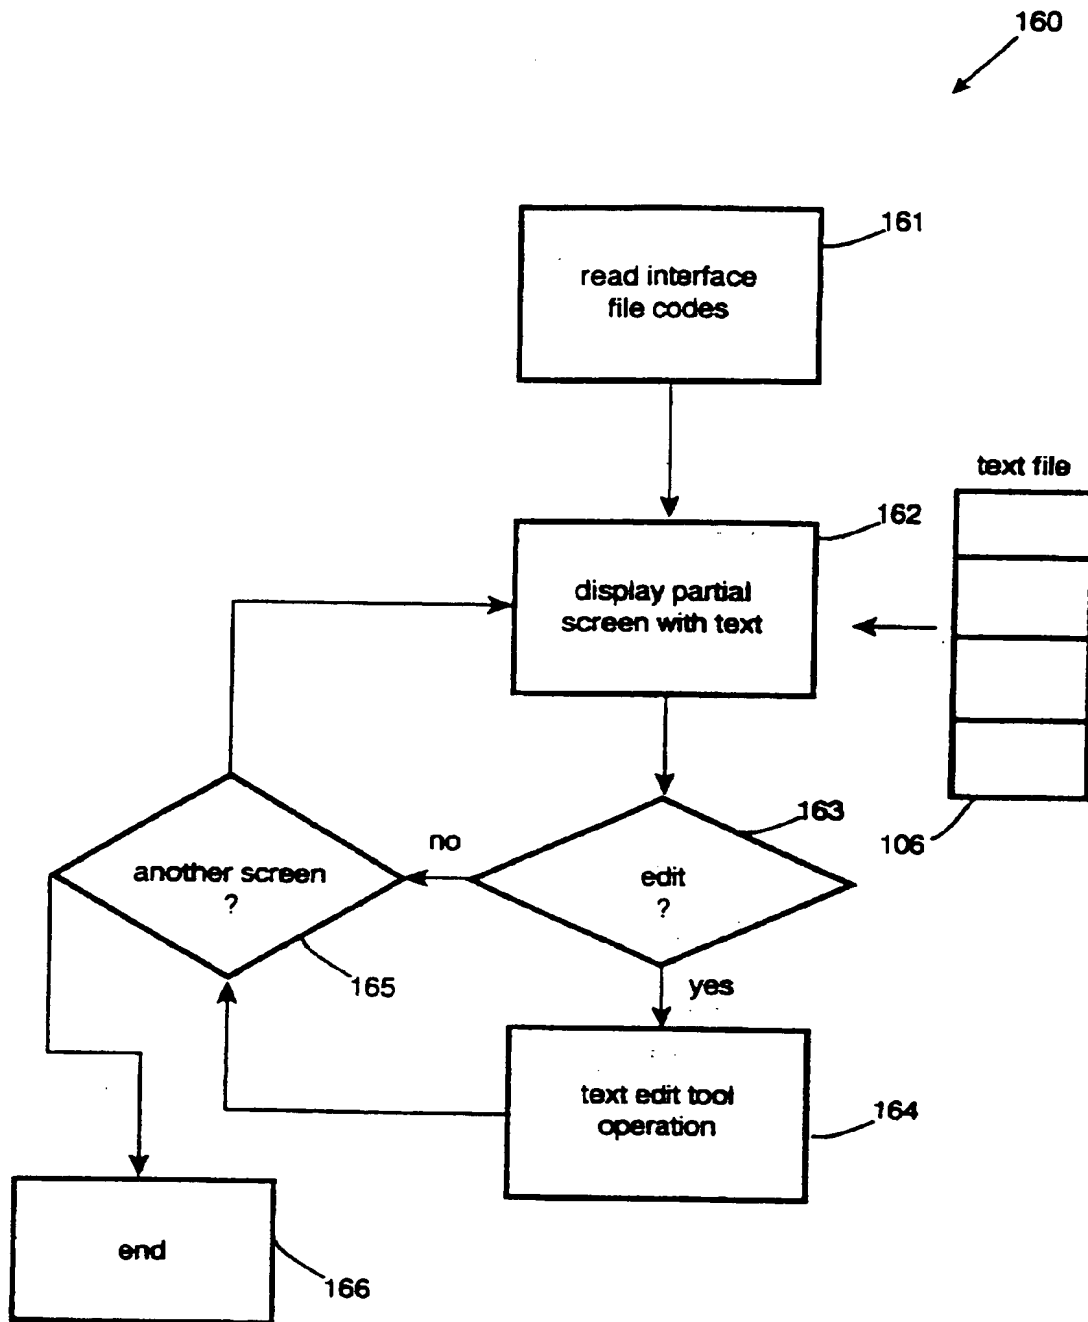 160
161
read interface
file codes
text file
162
display partial
screen with text
163
106
no
another screen
?
edit
?
165
yes
text edit tool
operation
164
end
166